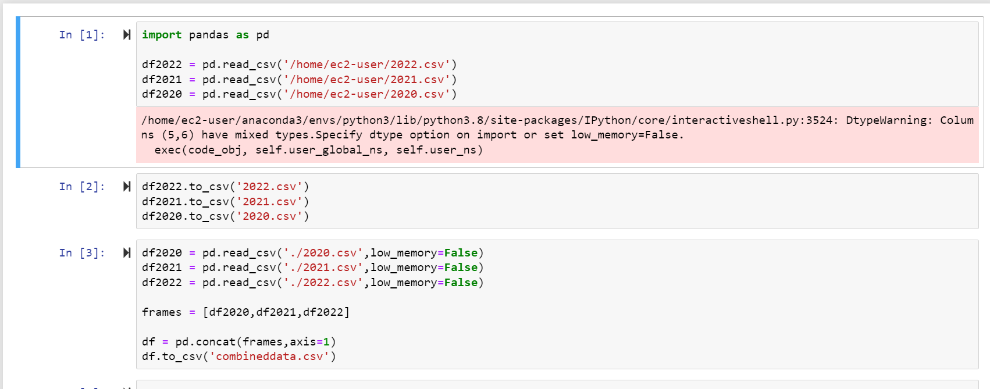 In [1]:
import pandas as pd
df2022 = pd.read_csv('/home/ec2-user/2022.csv')
df2021 = pd.read_csv('/home/ec2-user/2021.csv')
df2020 = pd.read_csv('/home/ec2-user/2020.csv')
/home/ec2-user/anaconda3/envs/python3/lib/python3.8/site-packages/IPython/core/interactiveshell.py:3524: DtypeWarning: Colum
ns (5,6) have mixed types.Specify dtype option on import or set low_memory=False.
exec(code_obj, self.user_global_ns, self.user_ns)
In [2]:
df2022.to_csv('2022.csv')
df2021.to_csv('2021.csv')
df2020.to_csv('2020.csv')
In [3]:
df2020 = pd.read_csv('./2020.csv',low_memory=False)
df2021 = pd.read_csv('./2021.csv',low_memory=False)
df2022 = pd.read_csv('./2022.csv',low_memory=False)
frames = [df2020,df2021,df2022]
df = pd.concat(frames,axis=1)
df.to_csv('combineddata.csv')